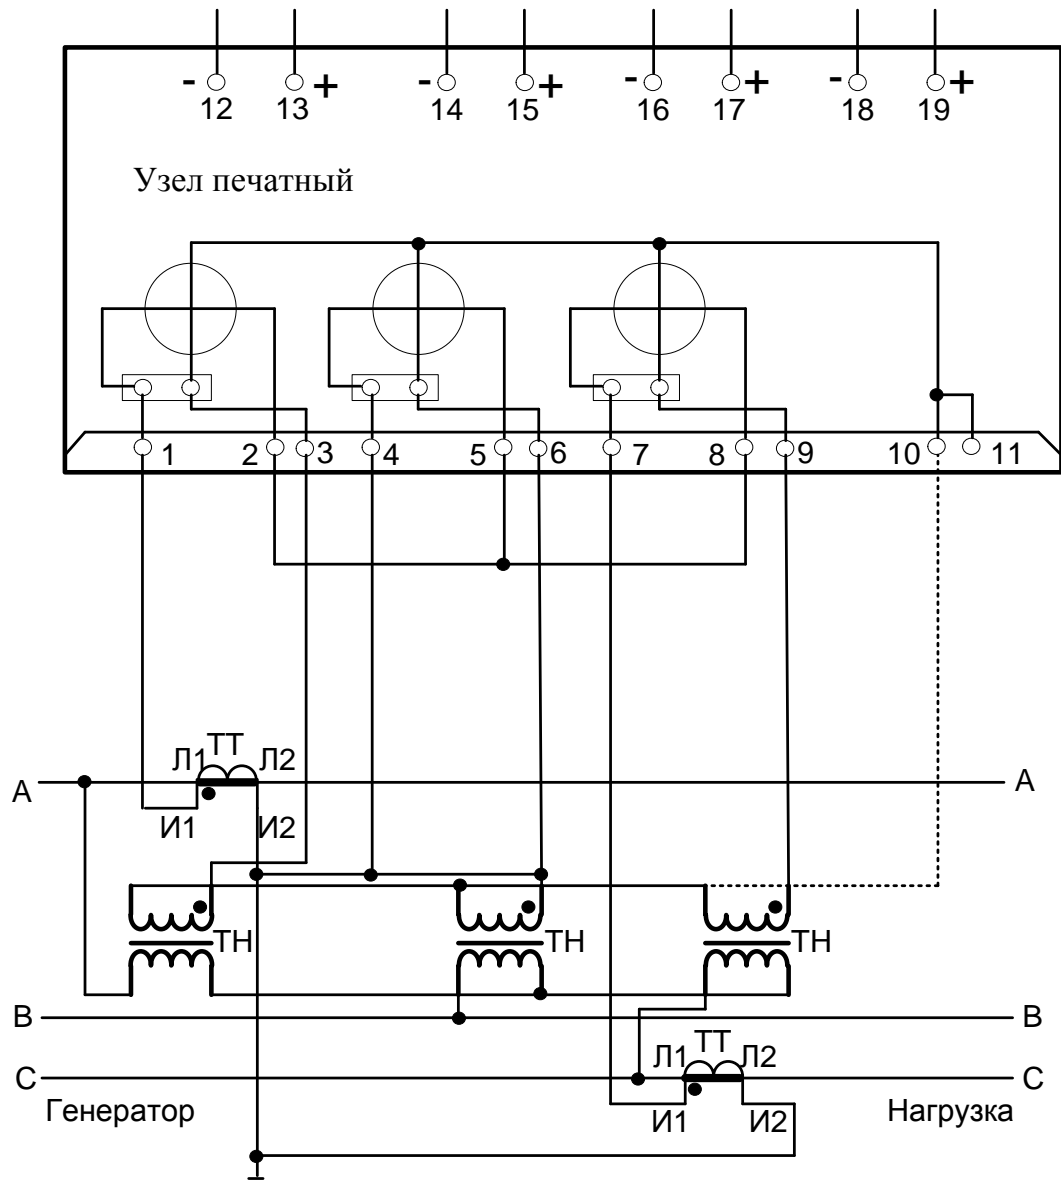 - + - + - + - +
12 13 14 15 16 17 18 19
Узел печатный
1 2 3 4 5 6 7 8 9 10 11
Л1 ТТ Л2
А А
И1 И2
ТН ТН ТН
В В
Л1 ТТ Л2
С С
Генератор Нагрузка
И1 И2